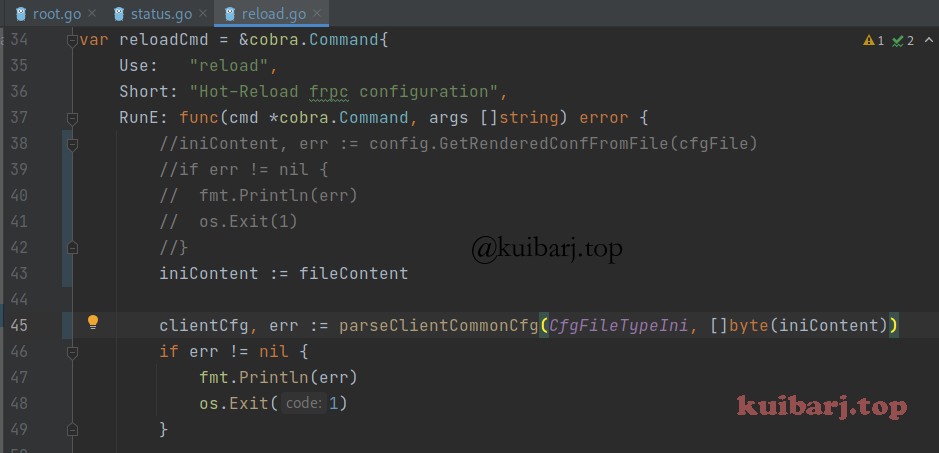 root.go × status.go × reload.go ×
34 var reloadCmd = &cobra.Command{ 1 2
35 Use: "reload",
36 Short: "Hot-Reload frpc configuration",
37 RunE: func(cmd *cobra.Command, args []string) error {
38 //iniContent, err := config.GetRenderedConfFromFile(cfgFile)
39 //if err != nil {
40 // fmt.Println(err)
41 // os.Exit(1)
42 //}
@kuibarj.top
43 iniContent := fileContent
44
45 clientCfg, err := parseClientCommonCfg(CfgFileTypeIni, []byte(iniContent))
46 if err != nil {
47 fmt.Println(err)
48 os.Exit( code: 1)
kuibarj.top
49 }